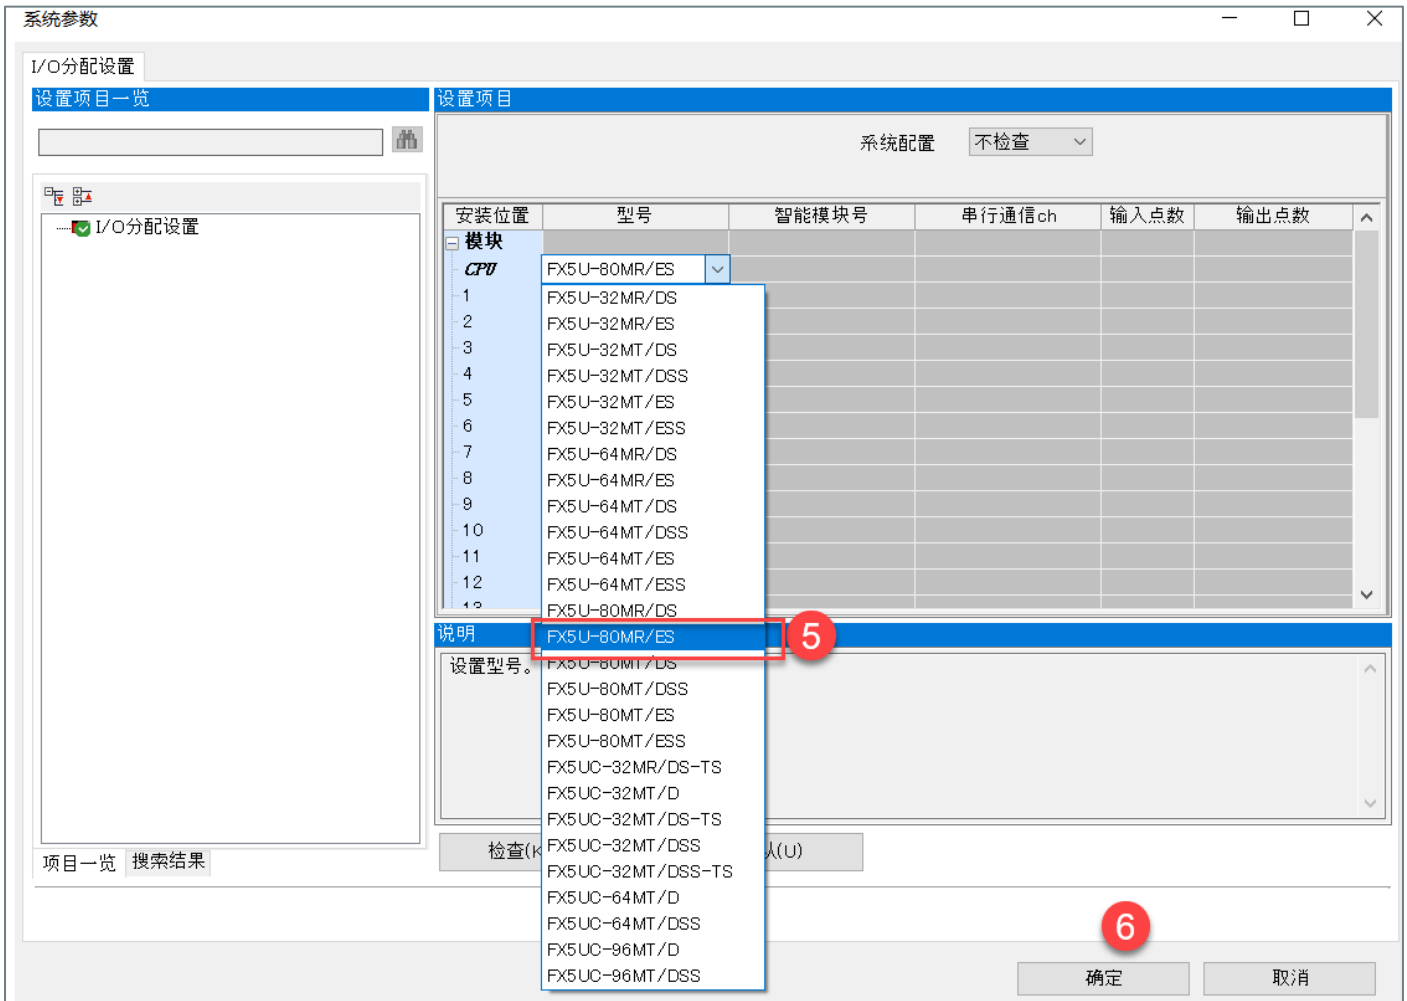 系统参数
I/O分配设置
设置项目一览
设置项目
系统配置 不检查
I/O分配设置
安装位置 型号 智能模块号 串行通信ch 输入点数 输出点数
模块
CPU FX5U-80MR/ES
1 FX5U-32MR/DS
2 FX5U-32MR/ES
3 FX5U-32MT/DS
4 FX5U-32MT/DSS
5 FX5U-32MT/ES
6 FX5U-32MT/ESS
7 FX5U-64MR/DS
8 FX5U-64MR/ES
9 FX5U-64MT/DS
10 FX5U-64MT/DSS
11 FX5U-64MT/ES
12 FX5U-64MT/ESS
13 FX5U-80MR/DS
说明 FX5U-80MR/ES 5
设置型号。 FX5U-80MT/DS
FX5U-80MT/DSS
FX5U-80MT/ES
FX5U-80MT/ESS
FX5UC-32MR/DS-TS
FX5UC-32MT/D
FX5UC-32MT/DS-TS
检查(K FX5UC-32MT/DSS (U)
FX5UC-32MT/DSS-TS
FX5UC-64MT/D
FX5UC-64MT/DSS
FX5UC-96MT/D
FX5UC-96MT/DSS
项目一览 搜索结果
6
确定 取消